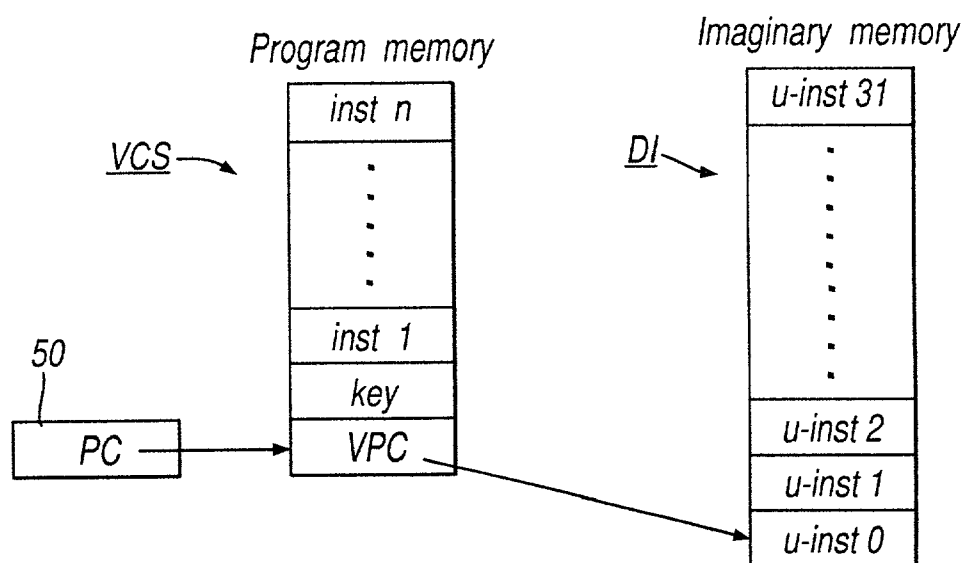 Program memory
Imaginary memory
inst n
u-inst 31
VCS
DI
inst 1
50
key
PC
VPC
u-inst 2
u-inst 1
u-inst 0